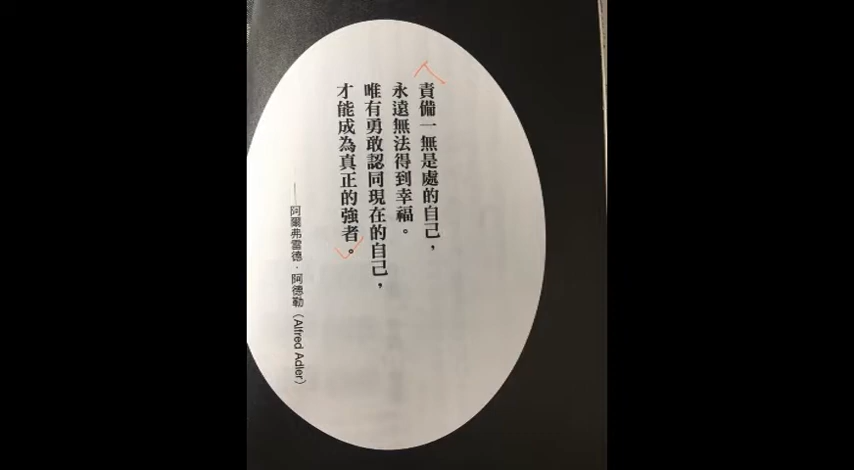 責備一無是處的自己，
永遠無法得到幸福。
唯有勇敢認同現在的自己，
才能成為真正的強者。
——阿爾弗雷德．阿德勒（Alfred Adler）